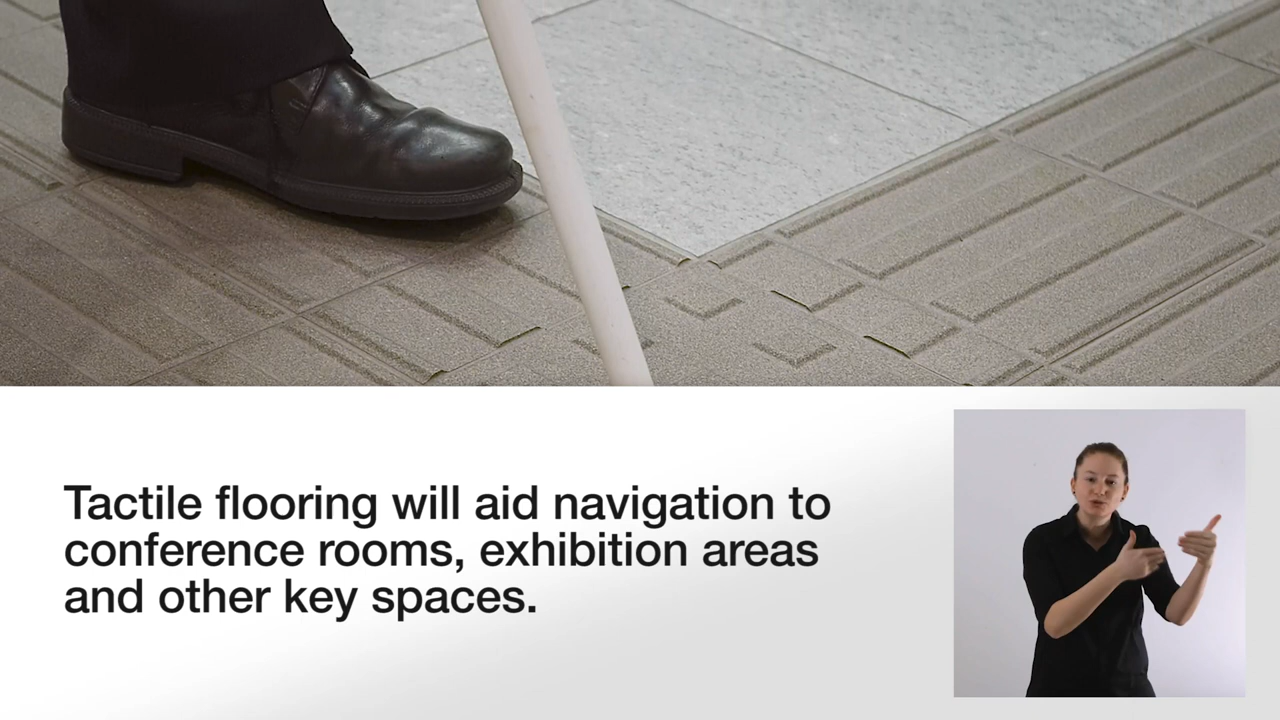 Tactile flooring will aid navigation to
conference rooms, exhibition areas
and other key spaces.